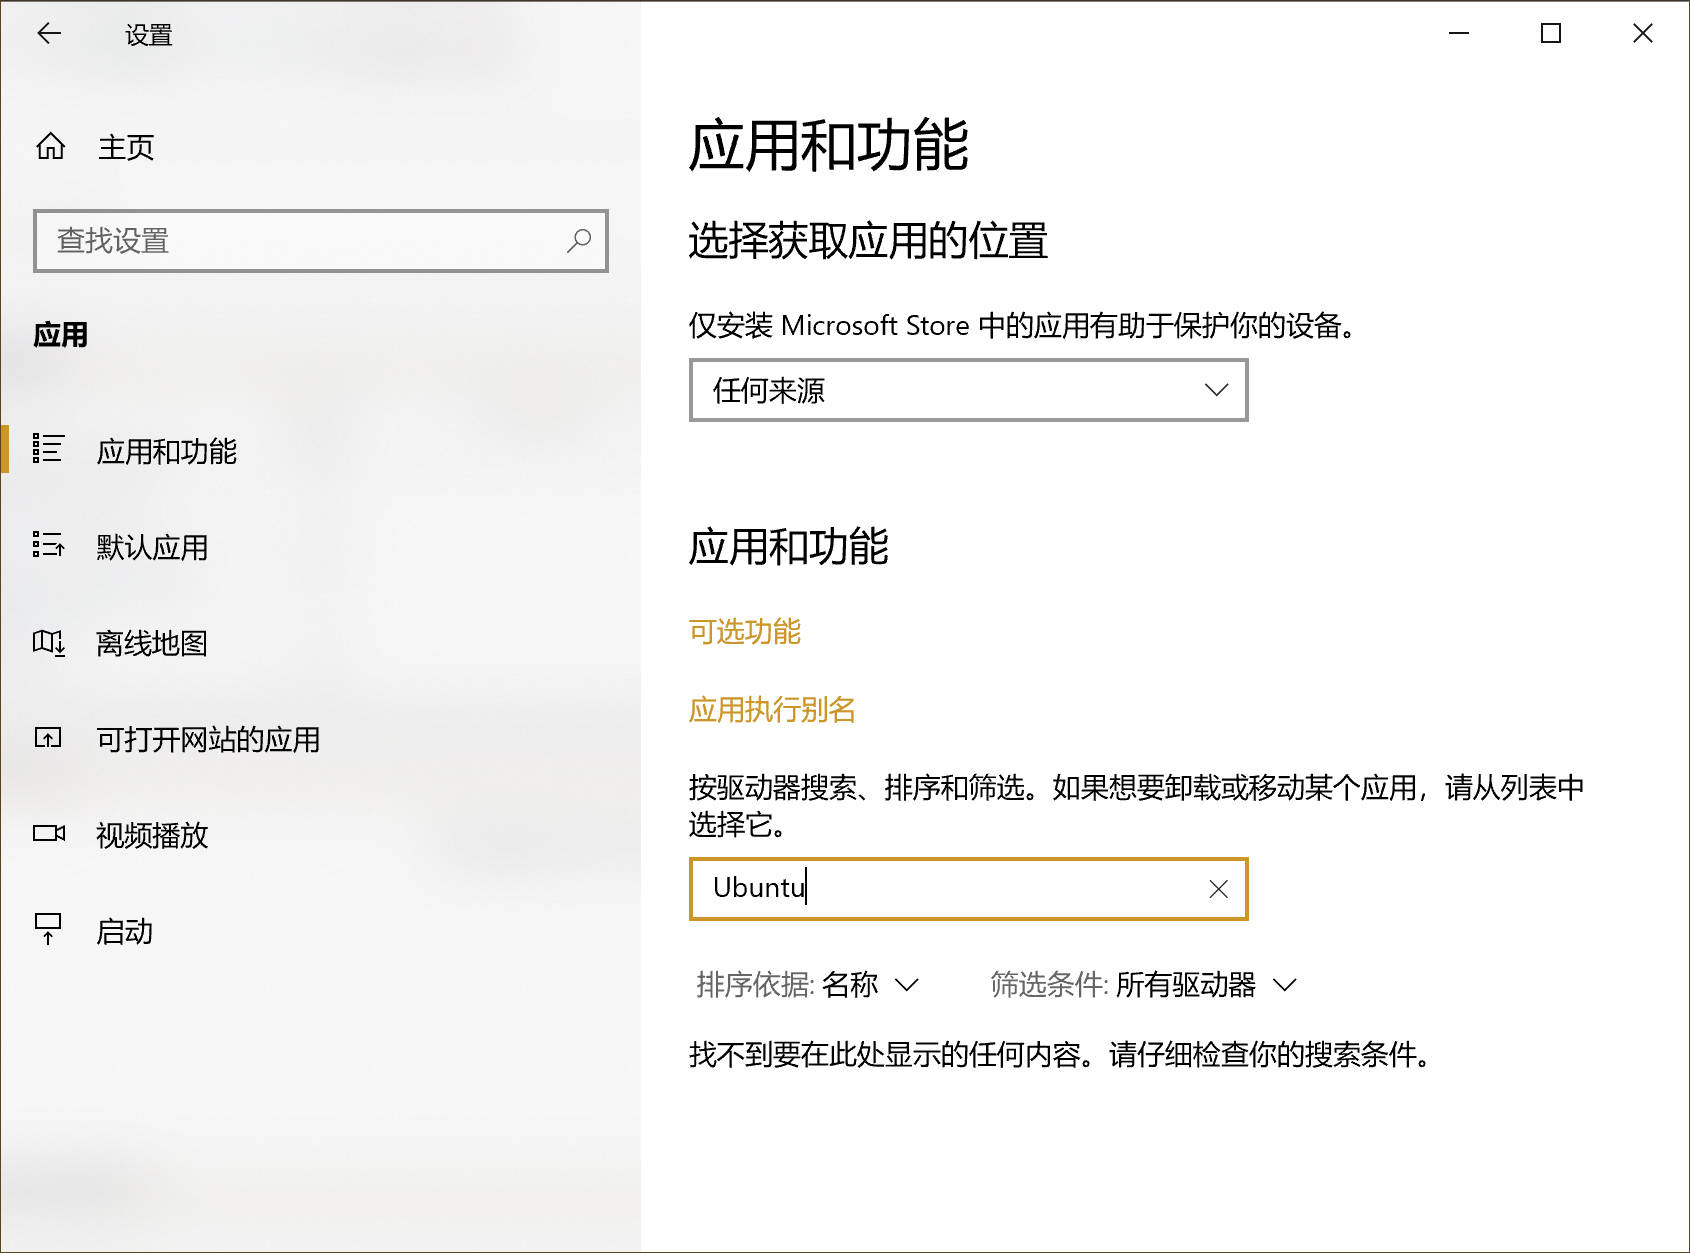 设置
主页
查找设置
应用
应用和功能
默认应用
离线地图
可打开网站的应用
视频播放
启动
应用和功能
选择获取应用的位置
仅安装 Microsoft Store 中的应用有助于保护你的设备。
任何来源
应用和功能
可选功能
应用执行别名
按驱动器搜索、排序和筛选。如果想要卸载或移动某个应用，请从列表中
选择它。
Ubuntu
排序依据: 名称 筛选条件: 所有驱动器
找不到要在此处显示的任何内容。请仔细检查你的搜索条件。